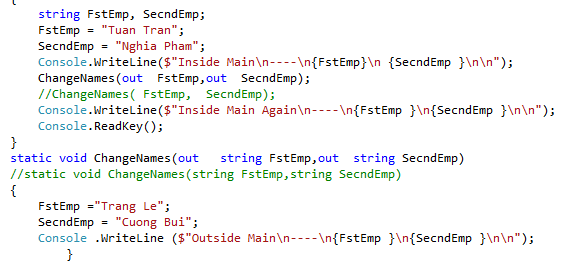 {
string FstEmp, SecndEmp;
FstEmp = "Tuan Tran";
SecndEmp = "Nghia Pham";
Console.WriteLine($"Inside Main\n----\n{FstEmp}\n {SecndEmp }\n\n");
ChangeNames(out  FstEmp,out  SecndEmp);
//ChangeNames( FstEmp,  SecndEmp);
Console.WriteLine($"Inside Main Again\n----\n{FstEmp }\n{SecndEmp }\n\n");
Console.ReadKey();
}
static void ChangeNames(out   string FstEmp,out  string SecndEmp)
//static void ChangeNames(string FstEmp,string SecndEmp)
{
FstEmp ="Trang Le";
SecndEmp = "Cuong Bui";
Console .WriteLine ($"Outside Main\n----\n{FstEmp }\n{SecndEmp }\n\n");
}